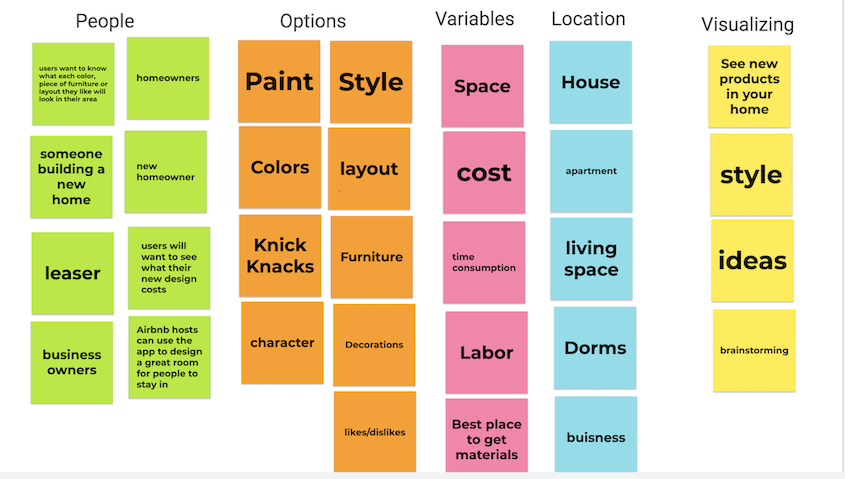 People
users want to know
what each color,
piece of furniture or
layout they like will
look in their area
homeowners
someone
building a
new
home
new
homeowner
leaser
users will
want to see
what their
new design
costs
business
owners
Airbnb hosts
can use the
app to design
a great room
for people to
stay in
Options
Paint
Style
Colors
layout
Knick
Knacks
Furniture
character
Decorations
likes/dislikes
Variables
Space
cost
time
consumption
Labor
Best place
to get
materials
Location
House
apartment
living
space
Dorms
buisness
Visualizing
See new
products
in your
home
style
ideas
brainstorming